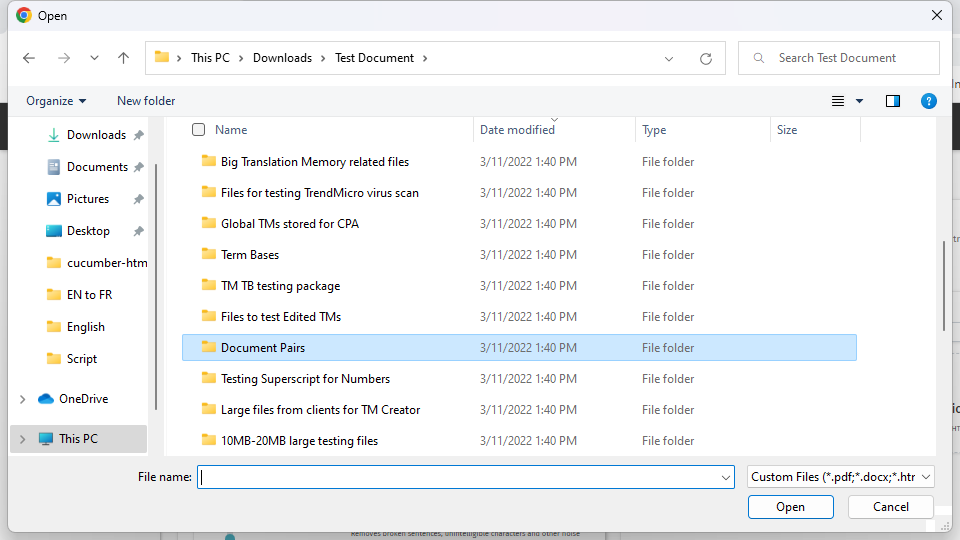 Open
This PC
Downloads
Test Document
Search Test Document
Organize
New folder
Name
Date modified
Type
Size
Downloads
Documents
Pictures
Desktop
cucumber-htm
EN to FR
English
Script
OneDrive
This PC
Big Translation Memory related files 3/11/2022 1:40 PM File folder
Files for testing TrendMicro virus scan 3/11/2022 1:40 PM File folder
Global TMs stored for CPA 3/11/2022 1:40 PM File folder
Term Bases 3/11/2022 1:40 PM File folder
TM TB testing package 3/11/2022 1:40 PM File folder
Files to test Edited TMs 3/11/2022 1:40 PM File folder
Document Pairs 3/11/2022 1:40 PM File folder
Testing Superscript for Numbers 3/11/2022 1:40 PM File folder
Large files from clients for TM Creator 3/11/2022 1:40 PM File folder
10MB-20MB large testing files 3/11/2022 1:40 PM File folder
File name:
Custom Files (*.pdf;*.docx;*.htr
Open
Cancel
Removes broken sentences, unintelligible characters and other noise